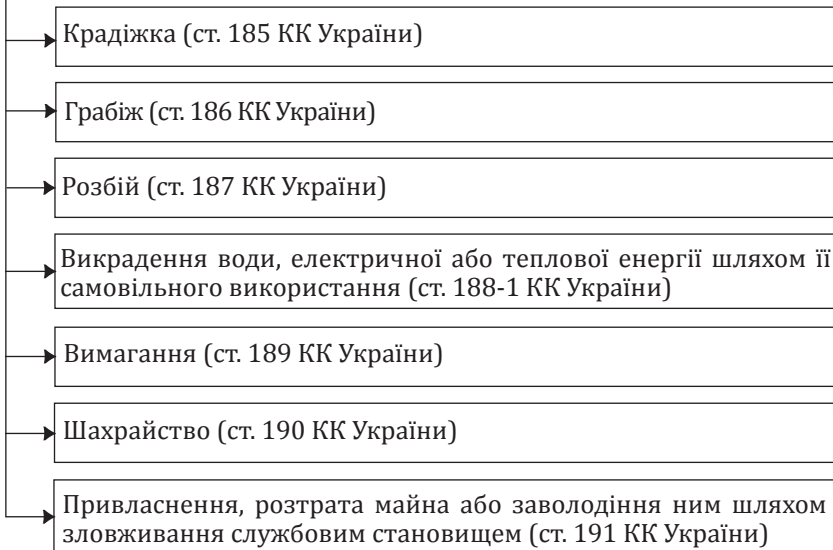 Крадіжка (ст. 185 КК України)
Грабіж (ст. 186 КК України)
Розбій (ст. 187 КК України)
Викрадення води, електричної або теплової енергії шляхом її
самовільного використання (ст. 188-1 КК України)
Вимагання (ст. 189 КК України)
Шахрайство (ст. 190 КК України)
Привласнення, розтрата майна або заволодіння ним шляхом
зловживання службовим становищем (ст. 191 КК України)